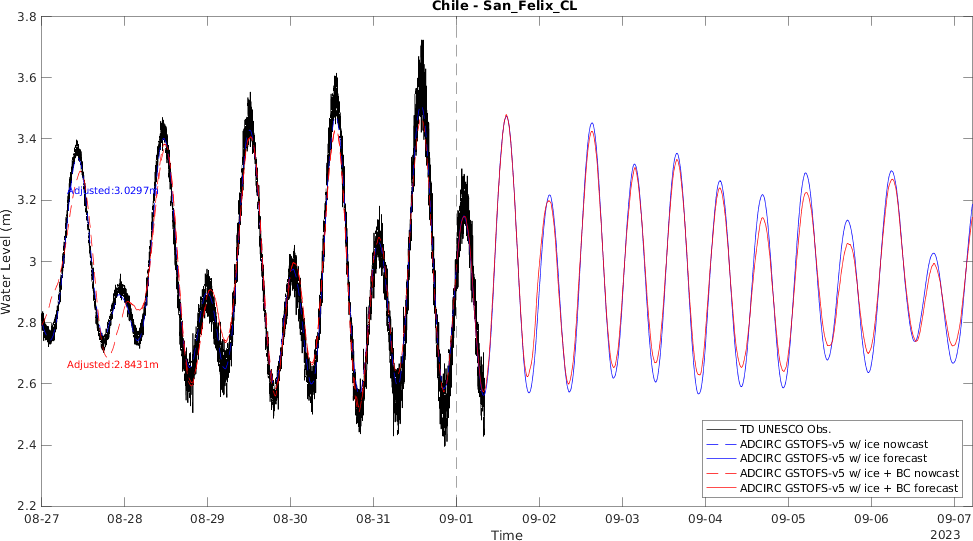 Chile - San_Felix_CL
3.8
3.6
3.4
3.2
3
2.8
2.6
2.4
2.2
Water Level (m)
Adjusted:3.0297m
Adjusted:2.8431m
TD UNESCO Obs.
ADCIRC GSTOFS-v5 w/ ice nowcast
ADCIRC GSTOFS-v5 w/ ice forecast
ADCIRC GSTOFS-v5 w/ ice + BC nowcast
ADCIRC GSTOFS-v5 w/ ice + BC forecast
08-27 08-28 08-29 08-30 08-31 09-01 09-02 09-03 09-04 09-05 09-06 09-07
2023
Time